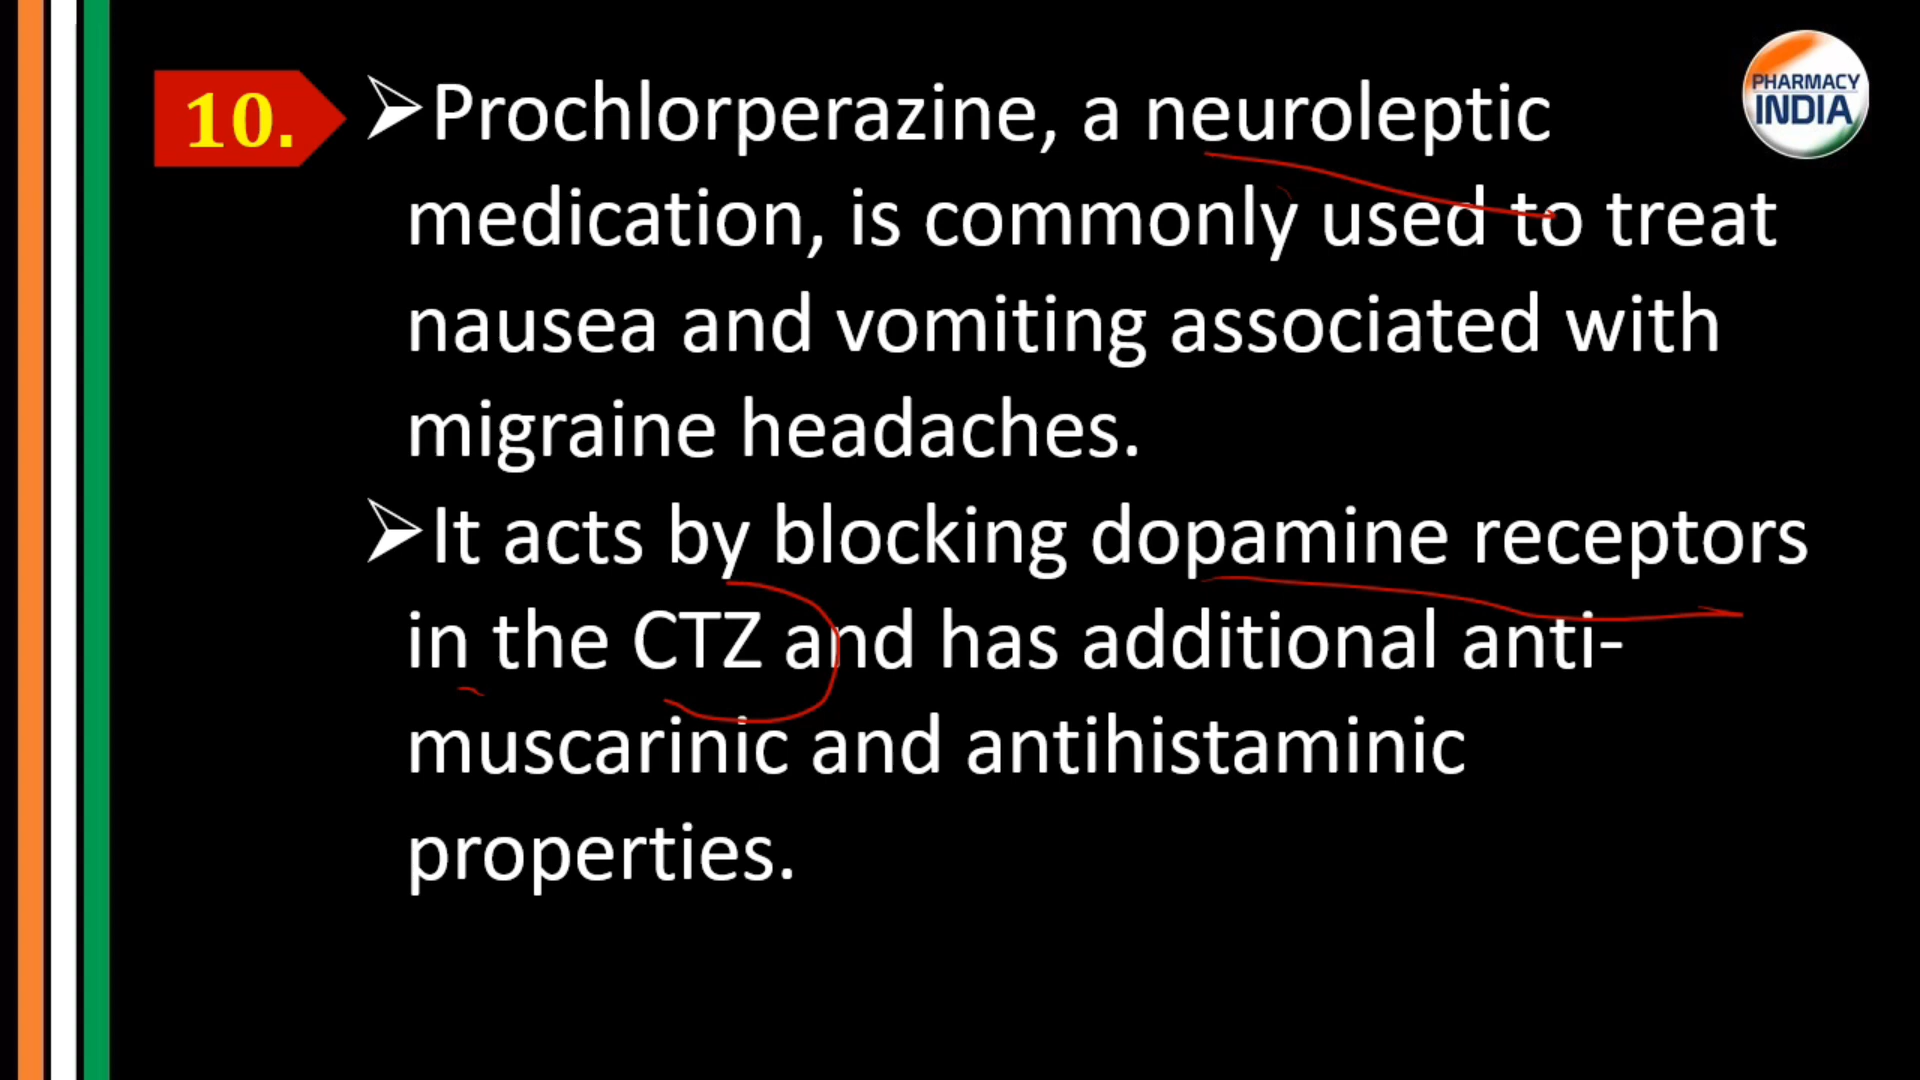 10.
➢Prochlorperazine, a neuroleptic
medication, is commonly used to treat
nausea and vomiting associated with
migraine headaches.
➢It acts by blocking dopamine receptors
in the CTZ and has additional anti-
muscarinic and antihistaminic
properties.
PHARMACY
INDIA